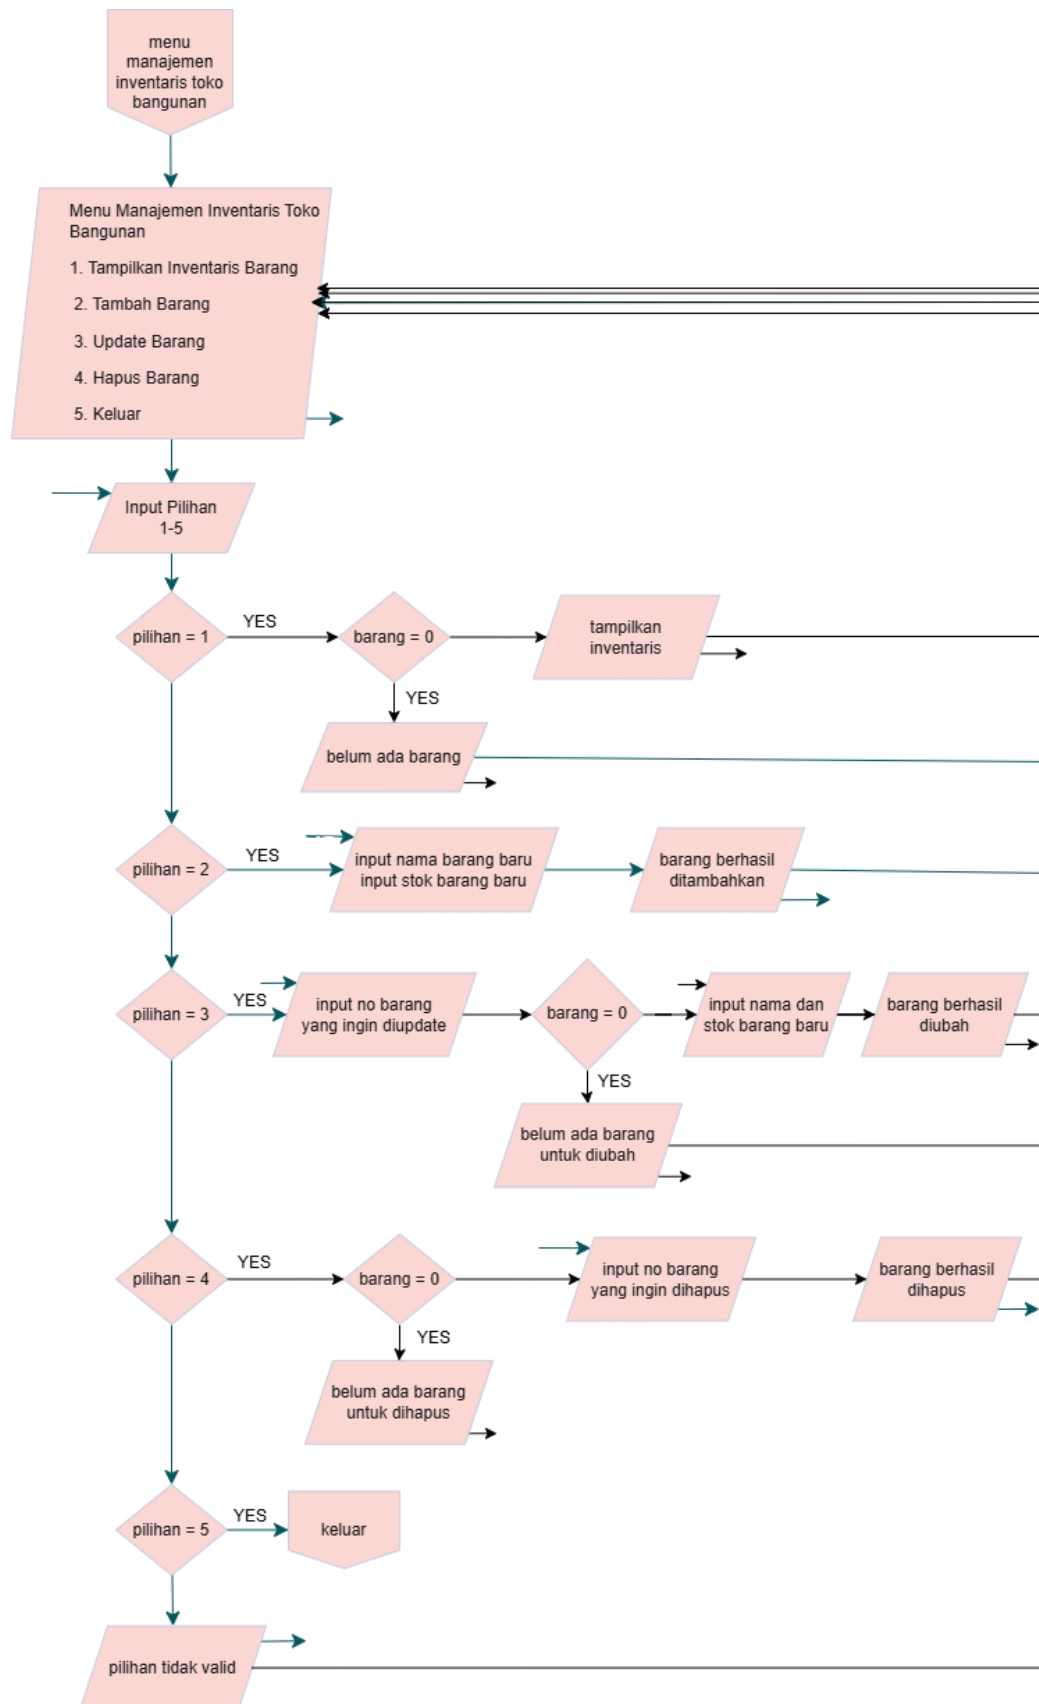 menu
manajemen
inventaris toko
bangunan
Menu Manajemen Inventaris Toko
Bangunan
1. Tampilkan Inventaris Barang
2. Tambah Barang
3. Update Barang
4. Hapus Barang
5. Keluar
Input Pilihan
1-5
pilihan = 1
YES
barang = 0
tampilkan
inventaris
YES
belum ada barang
pilihan = 2
YES
input nama barang baru
input stok barang baru
barang berhasil
ditambahkan
pilihan = 3
YES
input no barang
yang ingin diupdate
barang = 0
input nama dan
stok barang baru
barang berhasil
diubah
YES
belum ada barang
untuk diubah
pilihan = 4
YES
barang = 0
input no barang
yang ingin dihapus
barang berhasil
dihapus
YES
belum ada barang
untuk dihapus
pilihan = 5
YES
keluar
pilihan tidak valid